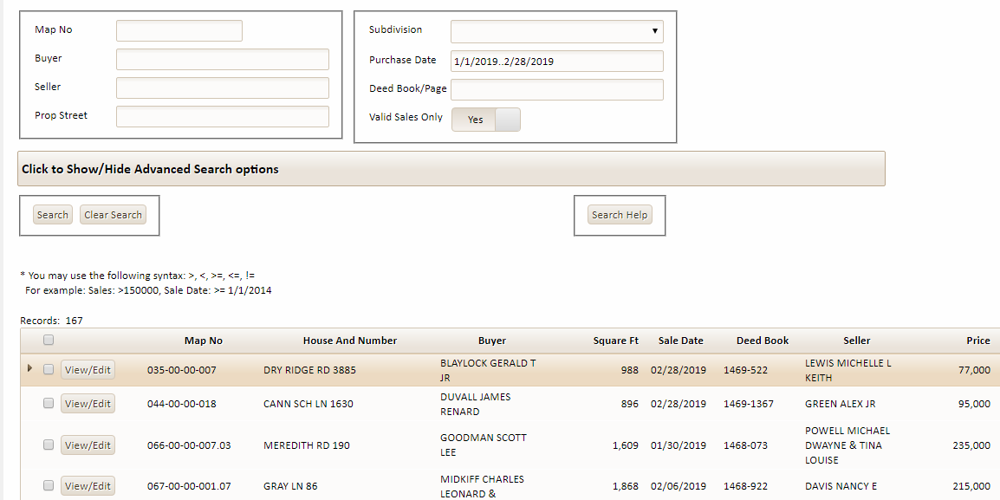 Map No
Buyer
Seller
Prop Street
Subdivision
Purchase Date 1/1/2019..2/28/2019
Deed Book/Page
Valid Sales Only Yes
Click to Show/Hide Advanced Search options
Search Clear Search Search Help
* You may use the following syntax: >, <, >=, <=, !=
For example: Sales: >150000, Sale Date: >= 1/1/2014
Records: 167
Map No House And Number Buyer Square Ft Sale Date Deed Book Seller Price
View/Edit 035-00-00-007 DRY RIDGE RD 3885 BLAYLOCK GERALD T JR 988 02/28/2019 1469-522 LEWIS MICHELLE L KEITH 77,000
View/Edit 044-00-00-018 CANN SCH LN 1630 DUVALL JAMES RENARD 896 02/28/2019 1469-1367 GREEN ALEX JR 95,000
View/Edit 066-00-00-007.03 MEREDITH RD 190 GOODMAN SCOTT LEE 1,609 01/30/2019 1468-073 POWELL MICHAEL DWAYNE & TINA LOUISE 235,000
View/Edit 067-00-00-001.07 GRAY LN 86 MIDKIFF CHARLES LEONARD & 1,868 02/06/2019 1468-922 DAVIS NANCY E 215,000